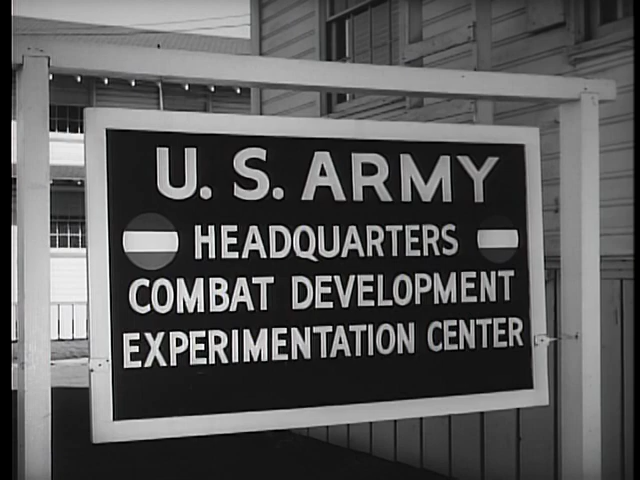 U. S. ARMY
HEADQUARTERS
COMBAT DEVELOPMENT
EXPERIMENTATION CENTER